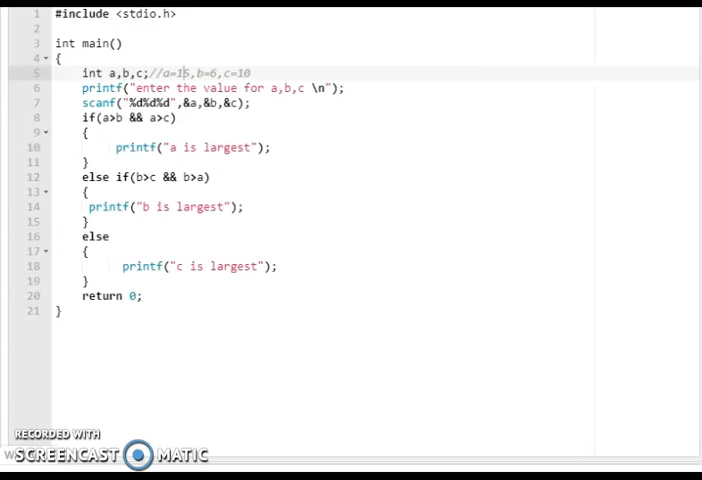 1 #include <stdio.h>
2
3 int main()
4 {
5 int a,b,c;//a=15,b=6,c=10
6 printf("enter the value for a,b,c \n");
7 scanf("%d%d%d",&a,&b,&c);
8 if(a>b && a>c)
9 {
10 printf("a is largest");
11 }
12 else if(b>c && b>a)
13 {
14 printf("b is largest");
15 }
16 else
17 {
18 printf("c is largest");
19 }
20 return 0;
21 }
RECORDED WITH
SCREENCAST MATIC